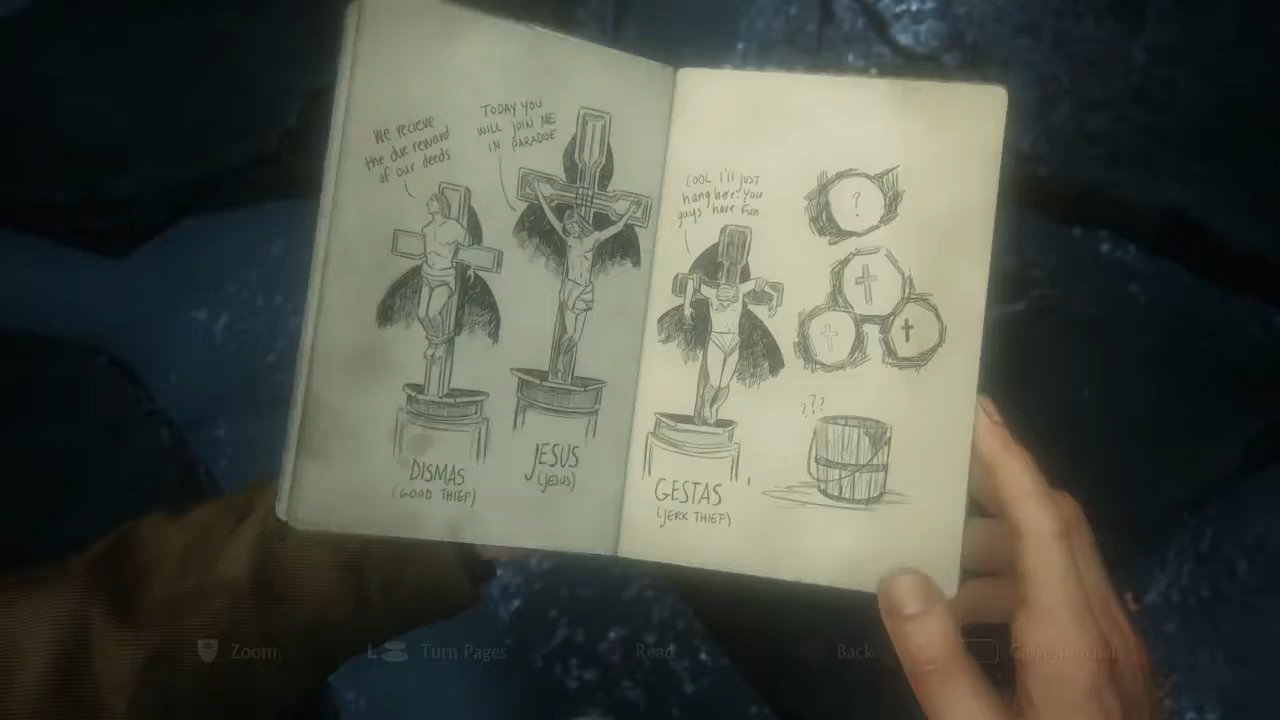 We recieve
the due reward
of our deeds
TODAY YOU
WILL JOIN ME
IN PARADISE
DISMAS
(GOOD THIEF)
JESUS
(JESUS)
COOL I'LL JUST
hang here. You
guys have fun
GESTAS
(JERK THIEF)
?
???
Zoom
L
Turn Pages
Read
Back